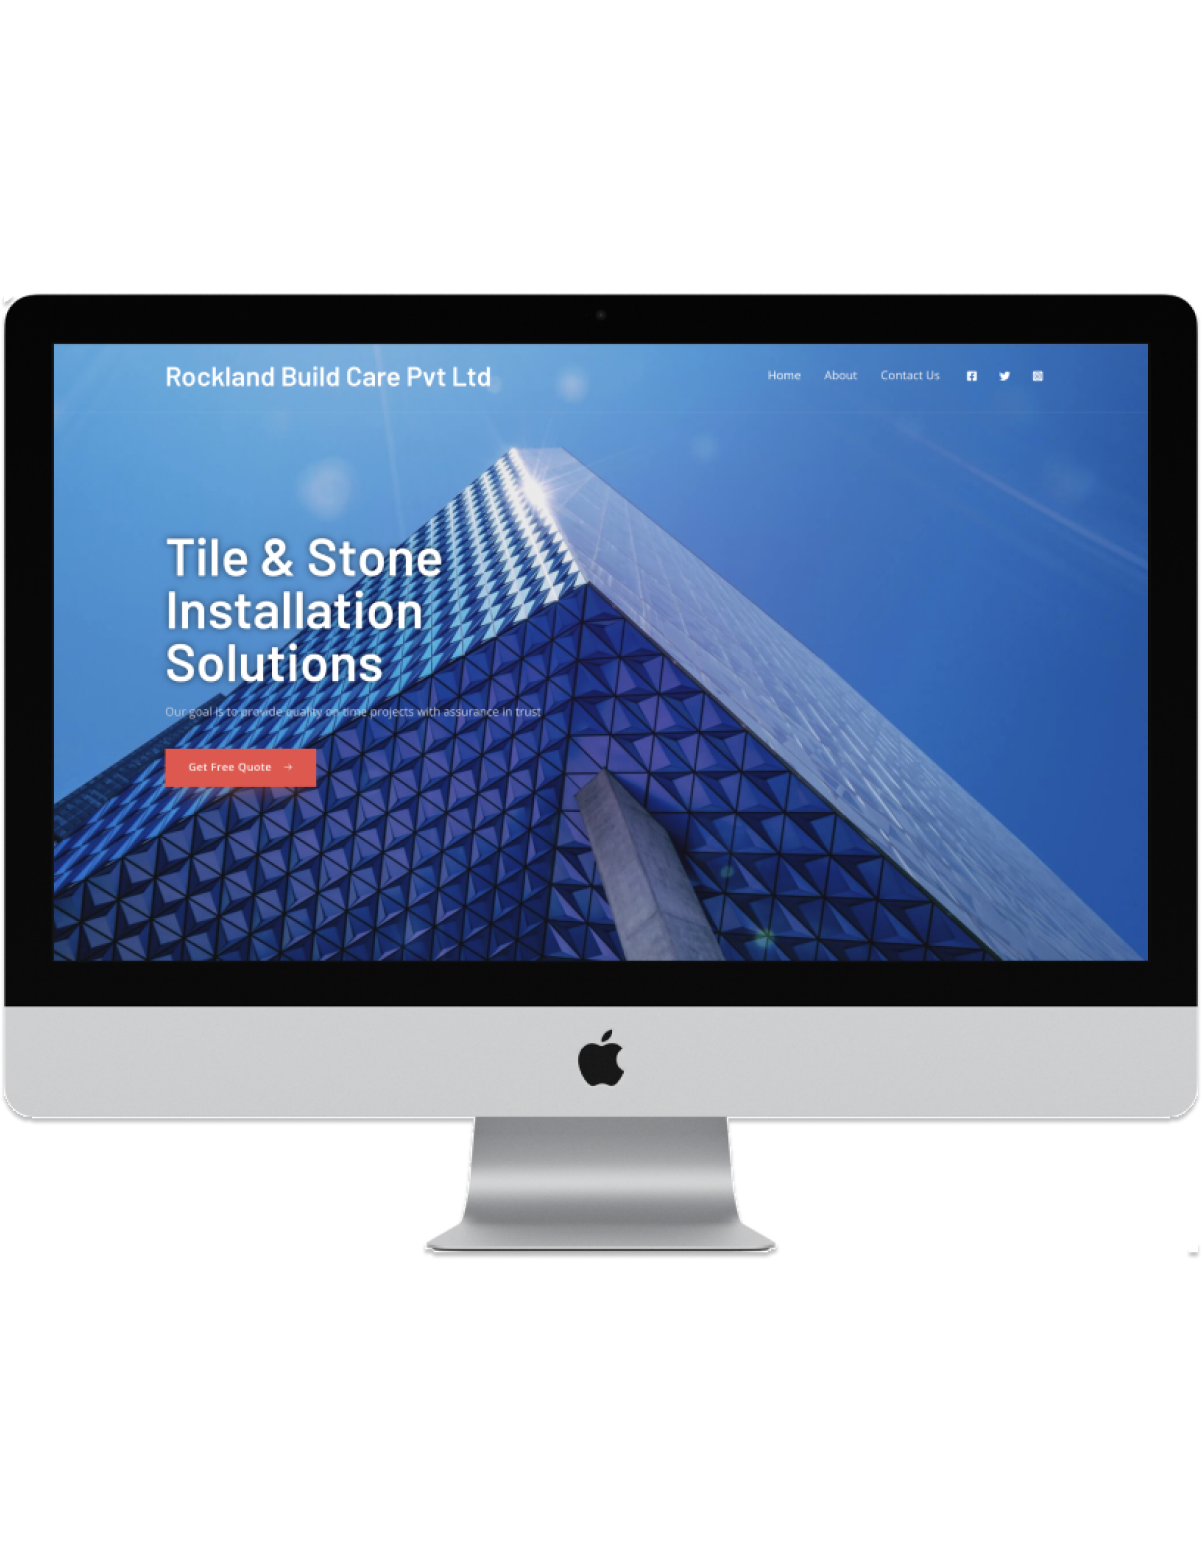 Rockland Build Care Pvt Ltd
Home About Contact Us
Tile & Stone
Installation
Solutions
Our goal is to provide quality on-time projects with assurance in trust
Get Free Quote →